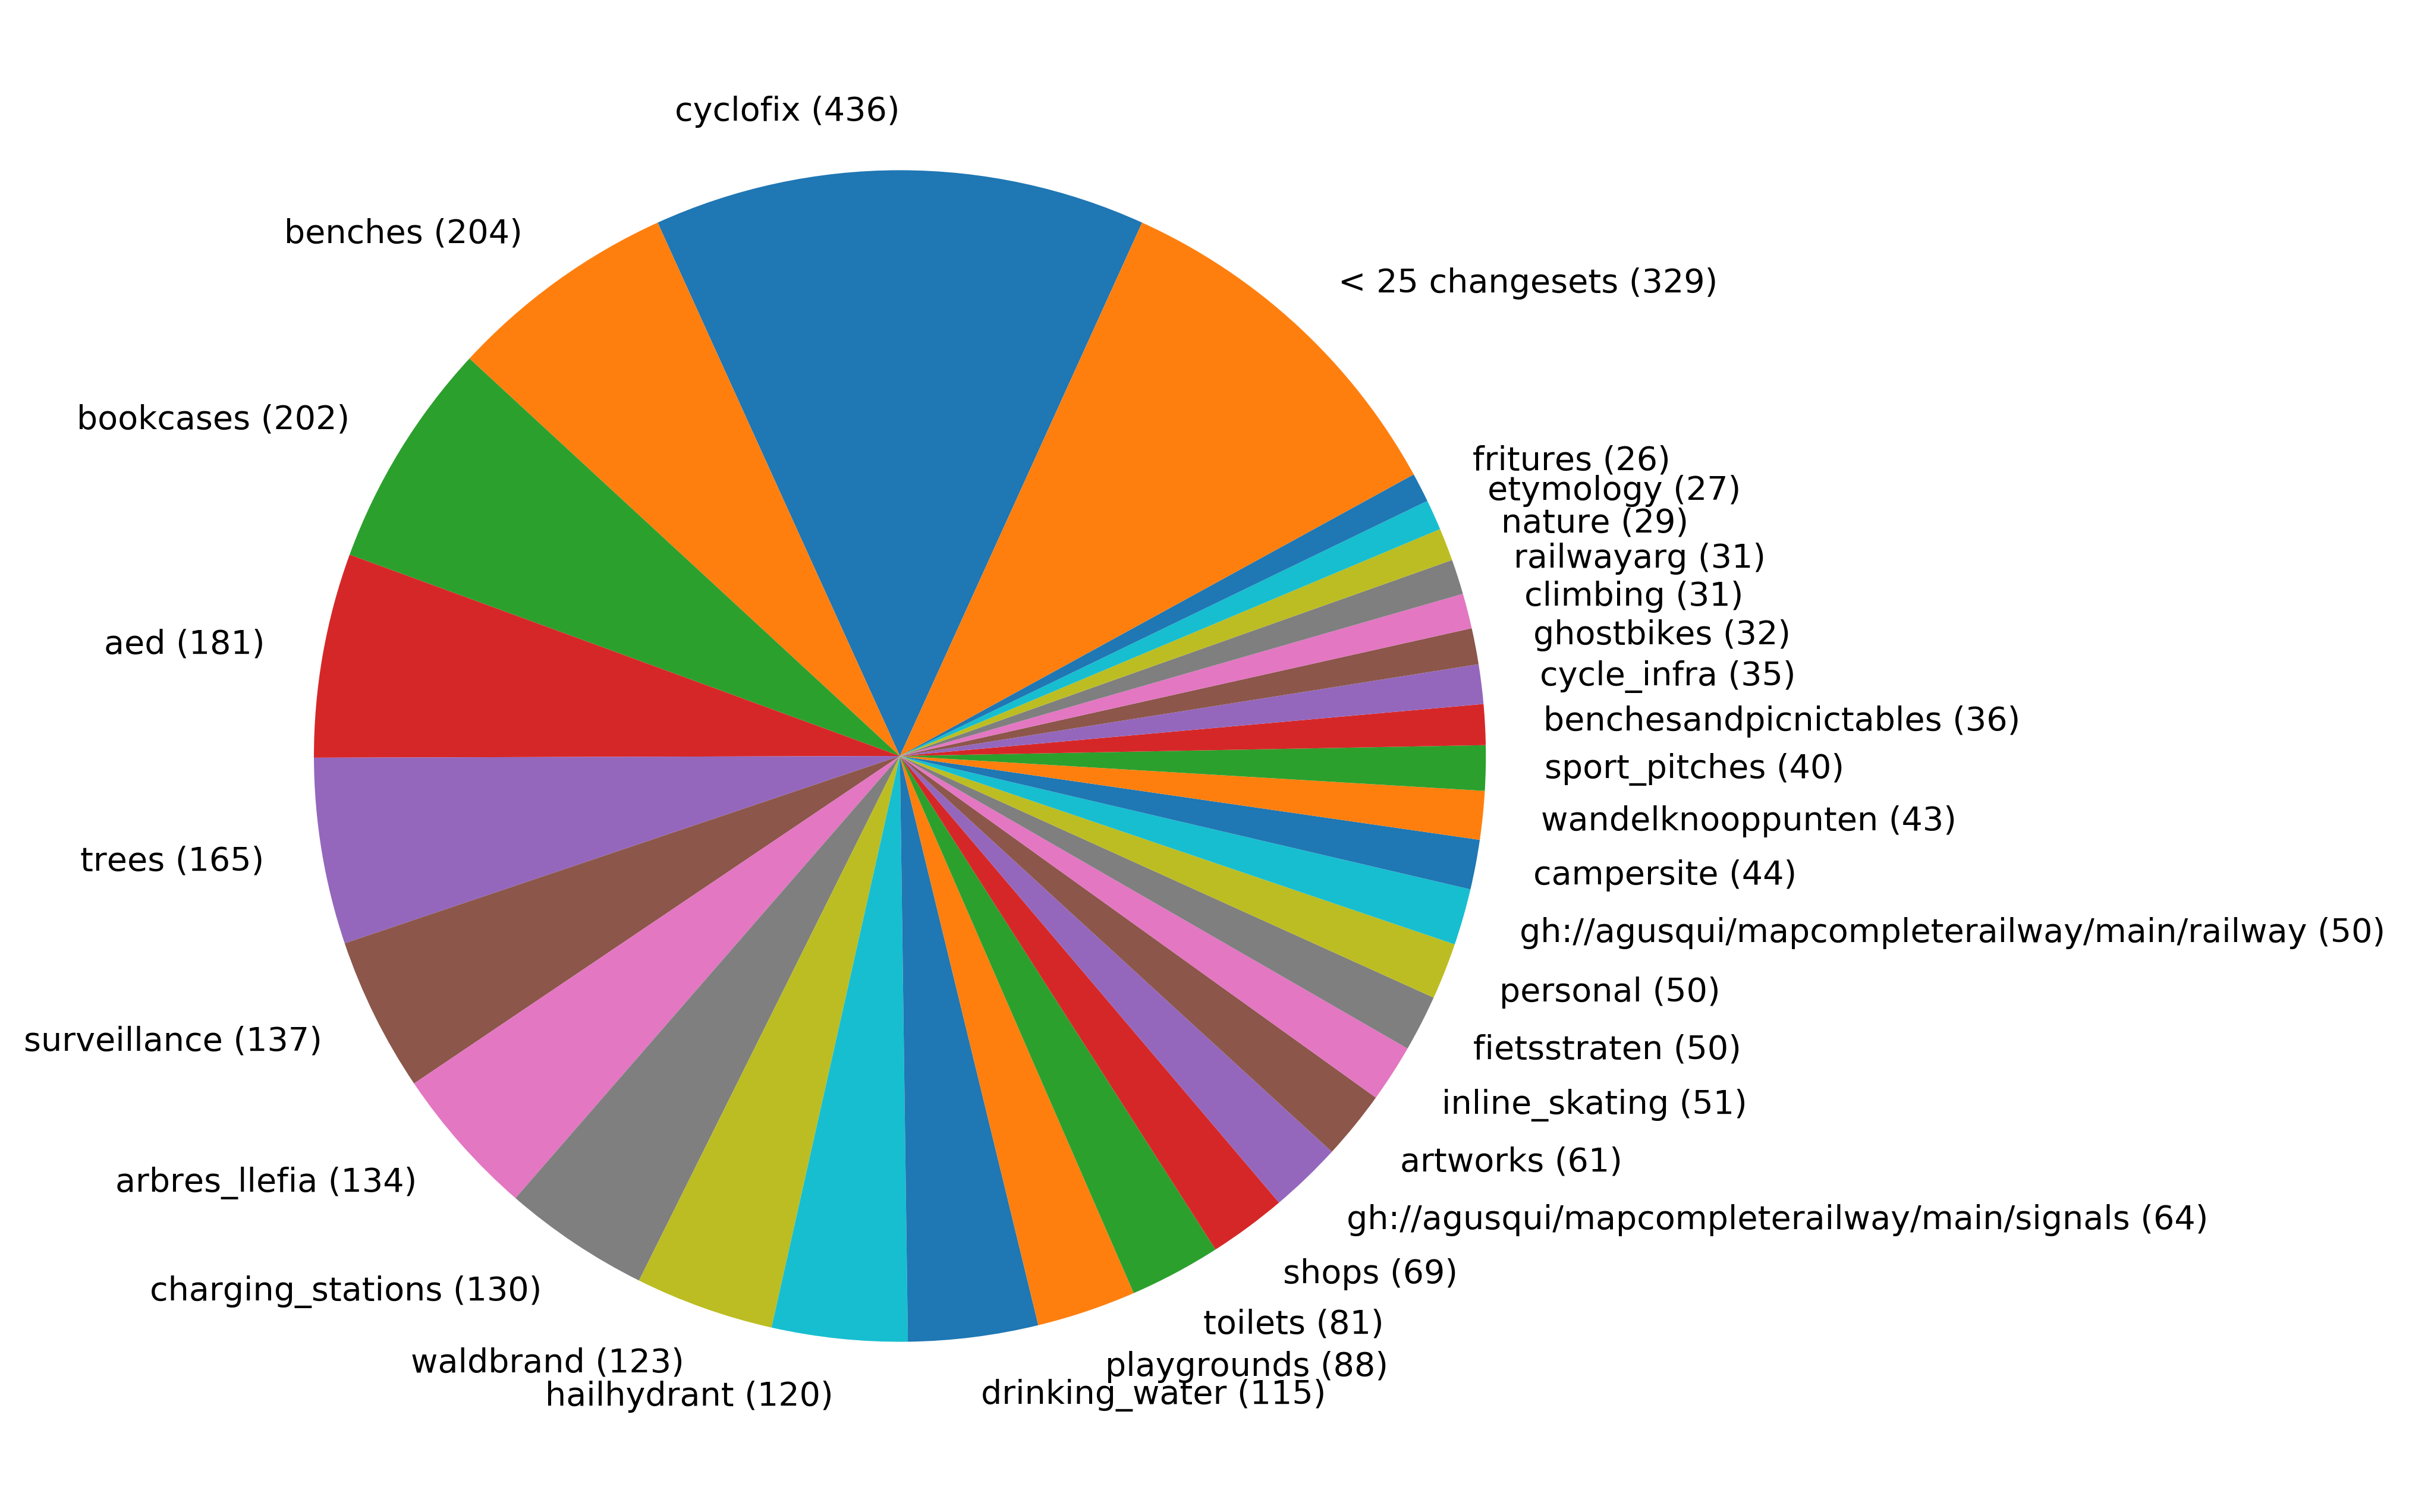 cyclofix (436)
benches (204)
< 25 changesets (329)
bookcases (202)
fritures (26)
etymology (27)
nature (29)
railwayarg (31)
climbing (31)
ghostbikes (32)
aed (181)
cycle_infra (35)
benchesandpicnictables (36)
sport_pitches (40)
wandelknooppunten (43)
trees (165)
campersite (44)
gh://agusqui/mapcompleterailway/main/railway (50)
personal (50)
surveillance (137)
fietsstraten (50)
inline_skating (51)
artworks (61)
arbres_llefia (134)
gh://agusqui/mapcompleterailway/main/signals (64)
shops (69)
charging_stations (130)
toilets (81)
waldbrand (123)
playgrounds (88)
hailhydrant (120)
drinking_water (115)